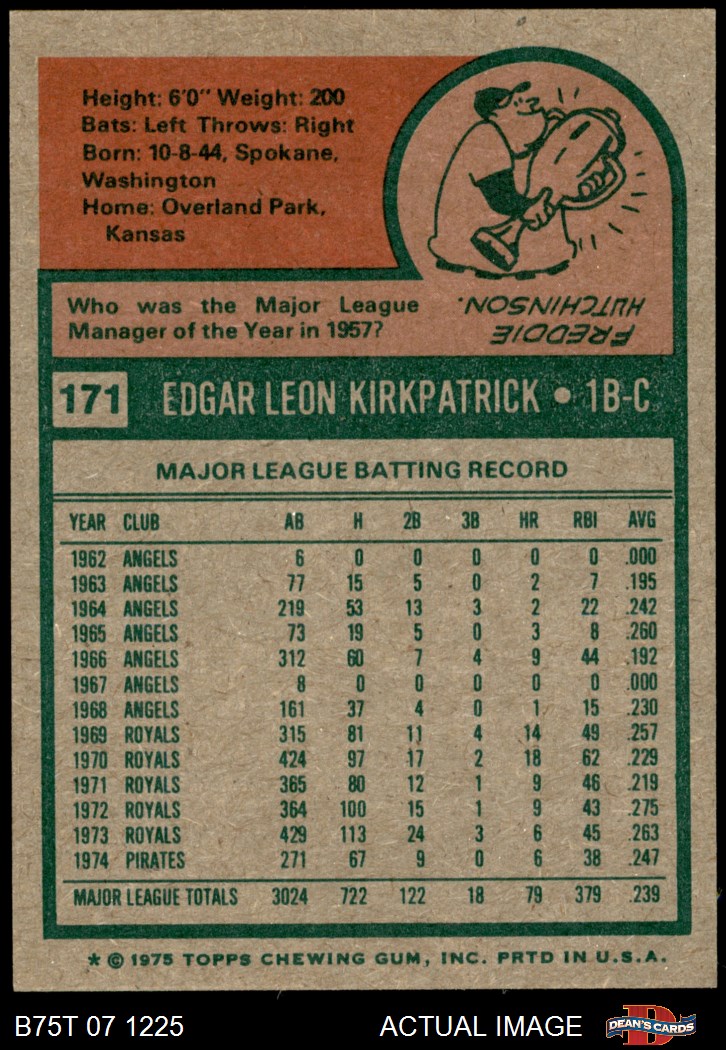 Height: 6'0" Weight: 200
Bats: Left Throws: Right
Born: 10-8-44, Spokane,
Washington
Home: Overland Park,
Kansas
Who was the Major League
Manager of the Year in 1957?
FREDDIE
HUTCHINSON.
171 EDGAR LEON KIRKPATRICK • 1B-C
MAJOR LEAGUE BATTING RECORD
YEAR CLUB AB H 2B 3B HR RBI AVG
1962 ANGELS 6 0 0 0 0 0 .000
1963 ANGELS 77 15 5 0 2 7 .195
1964 ANGELS 219 53 13 3 2 22 .242
1965 ANGELS 73 19 5 0 3 8 .260
1966 ANGELS 312 60 7 4 9 44 .192
1967 ANGELS 8 0 0 0 0 0 .000
1968 ANGELS 161 37 4 0 1 15 .230
1969 ROYALS 315 81 11 4 14 49 .257
1970 ROYALS 424 97 17 2 18 62 .229
1971 ROYALS 365 80 12 1 9 46 .219
1972 ROYALS 364 100 15 1 9 43 .275
1973 ROYALS 429 113 24 3 6 45 .263
1974 PIRATES 271 67 9 0 6 38 .247
MAJOR LEAGUE TOTALS 3024 722 122 18 79 379 .239
* © 1975 TOPPS CHEWING GUM, INC. PRTD IN U.S.A.
B75T 07 1225 ACTUAL IMAGE D DEAN'S CARDS